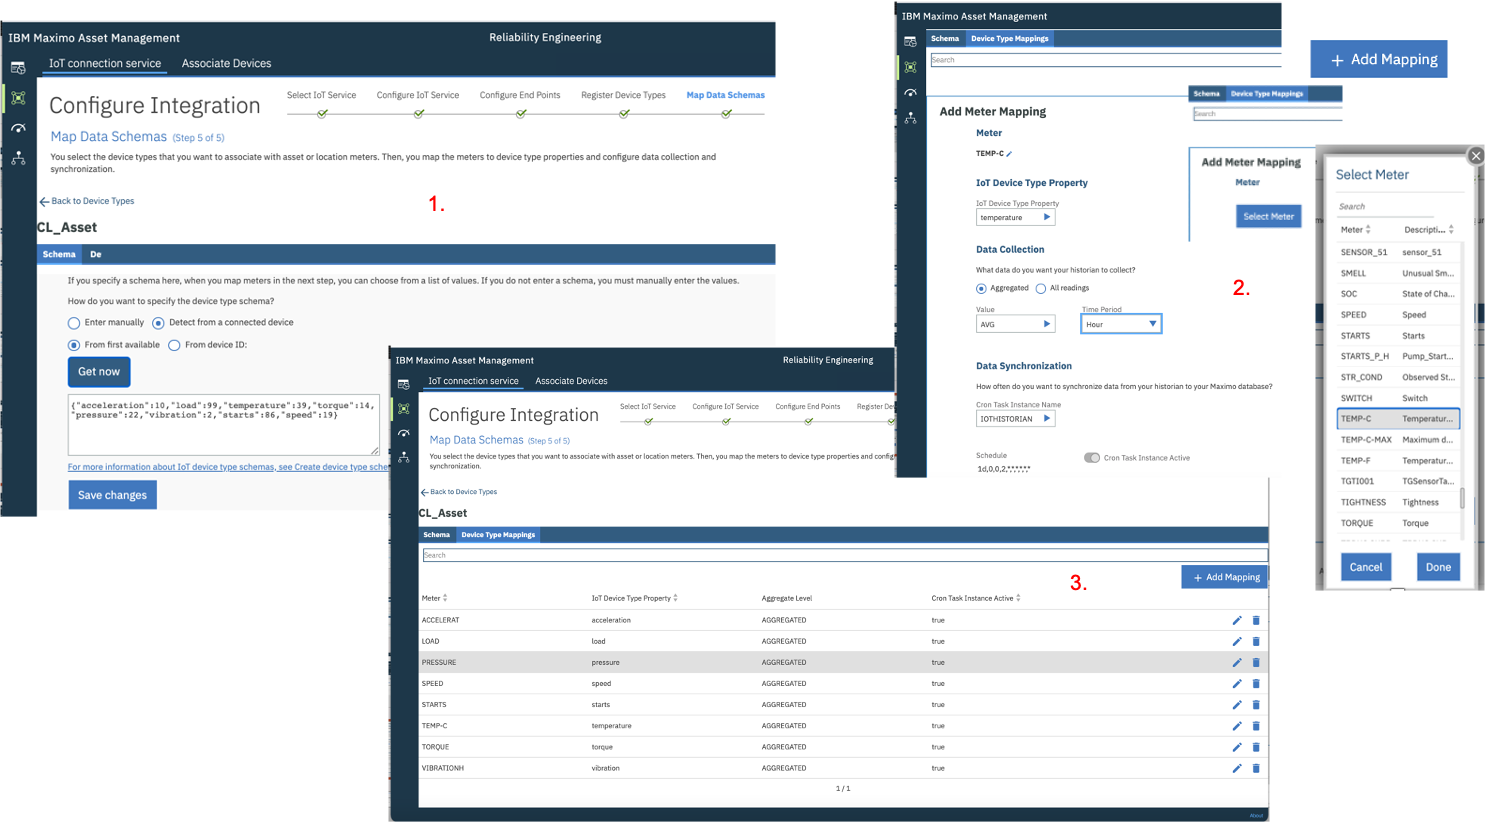 IBM Maximo Asset Management
Reliability Engineering
IoT connection service Associate Devices
Configure Integration
Select IoT Service Configure IoT Service Configure End Points Register Device Types Map Data Schemas
Map Data Schemas (Step 5 of 5)
You select the device types that you want to associate with asset or location meters. Then, you map the meters to device type properties and configure data collection and
synchronization.
Back to Device Types
1.
CL_Asset
Schema De
If you specify a schema here, when you map meters in the next step, you can choose from a list of values. If you do not enter a schema, you must manually enter the values.
How do you want to specify the device type schema?
Enter manually Detect from a connected device
From first available From device ID:
Get now
{"acceleration":10,"load":99,"temperature":39,"torque":14,
"pressure":22,"vibration":2,"starts":86,"speed":19}
For more information about IoT device type schemas, see Create device type sche
Save changes
IBM Maximo Asset Management
Schema Device Type Mappings
Search
Add Meter Mapping
Meter
TEMP-C
IoT Device Type Property
IoT Device Type Property
temperature
Data Collection
What data do you want your historian to collect?
Aggregated All readings
Value Time Period
AVG Hour
Data Synchronization
How often do you want to synchronize data from your historian to your Maximo database?
Cron Task Instance Name
IOTHISTORIAN
Schedule Cron Task Instance Active
1d,0,0,2,*,*,*,*,*,*
2.
+ Add Mapping
Schema Device Type Mappings
Search
Add Meter Mapping
Meter
Select Meter
Select Meter
Search
Meter Descripti...
SENSOR_51 sensor_51
SMELL Unusual Sm...
SOC State of Cha...
SPEED Speed
STARTS Starts
STARTS_P_H Pump_Start...
STR_COND Observed St...
SWITCH Switch
TEMP-C Temperatur...
TEMP-C-MAX Maximum d...
TEMP-F Temperatur...
TGTI001 TGSensorTa...
TIGHTNESS Tightness
TORQUE Torque
Cancel Done
IBM Maximo Asset Management
Reliability Engineering
IoT connection service Associate Devices
Configure Integration
Select IoT Service Configure IoT Service Configure End Points Register De
Map Data Schemas (Step 5 of 5)
You select the device types that you want to associate with asset or location meters. Then, you map the meters to device type properties and config
synchronization.
Back to Device Types
CL_Asset
Schema Device Type Mappings
Search
3.
+ Add Mapping
Meter IoT Device Type Property Aggregate Level Cron Task Instance Active
ACCELERAT acceleration AGGREGATED true
LOAD load AGGREGATED true
PRESSURE pressure AGGREGATED true
SPEED speed AGGREGATED true
STARTS starts AGGREGATED true
TEMP-C temperature AGGREGATED true
TORQUE torque AGGREGATED true
VIBRATIONH vibration AGGREGATED true
1 / 1
About